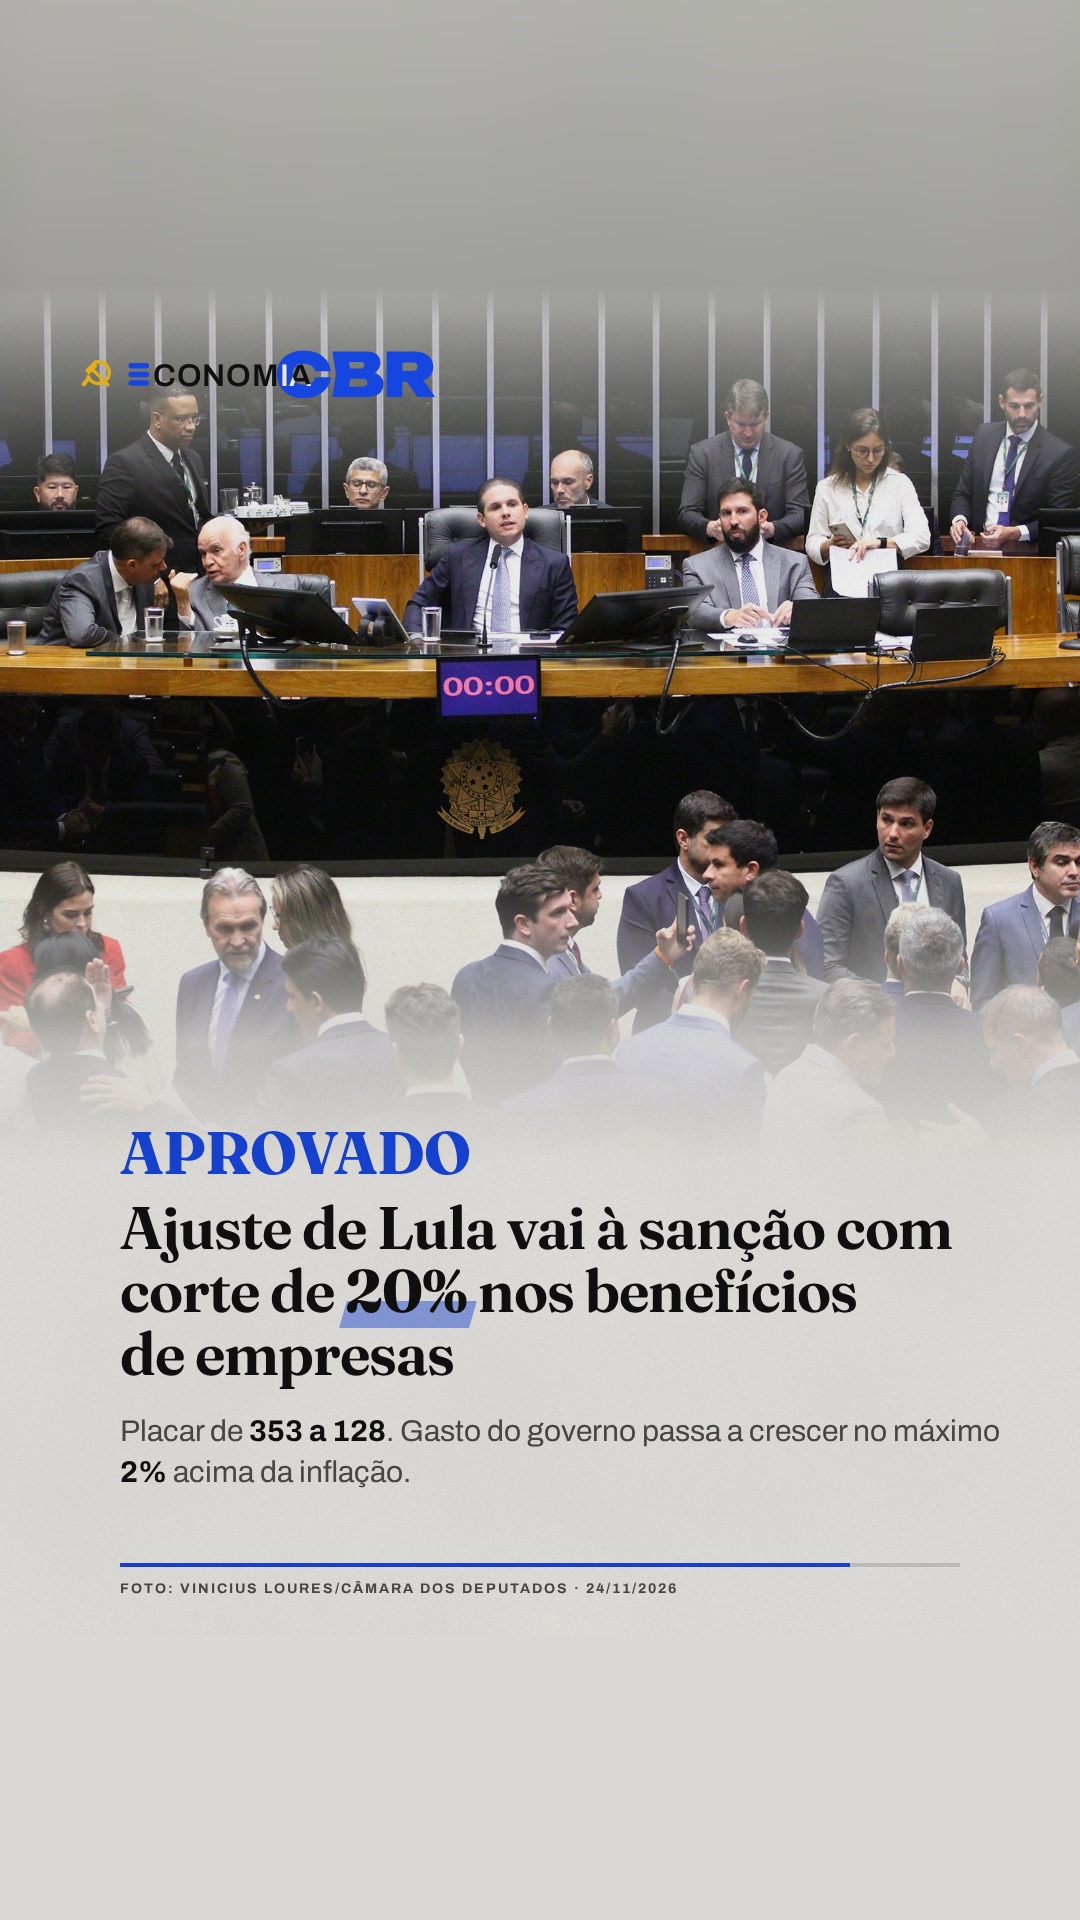 ECONOMIA CBR
00:00
APROVADO
Ajuste de Lula vai à sanção com
corte de 20% nos benefícios
de empresas
Placar de 353 a 128. Gasto do governo passa a crescer no máximo
2% acima da inflação.
FOTO: VINICIUS LOURES/CÂMARA DOS DEPUTADOS · 24/11/2026